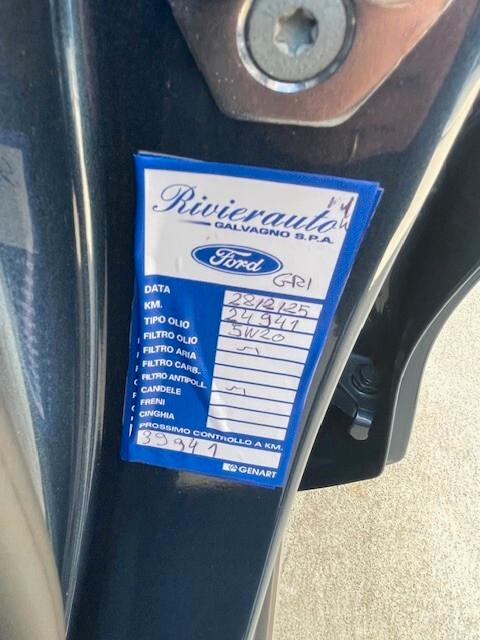 Rivierauto
GALVAGNO S.P.A.
Ford
GRI
DATA 28/2/25
KM. 24941
TIPO OLIO 5W20
FILTRO OLIO
FILTRO ARIA
FILTRO CARB.
FILTRO ANTIPOLL.
CANDELE
FRENI
CINGHIA
PROSSIMO CONTROLLO A KM.
39941
GENART